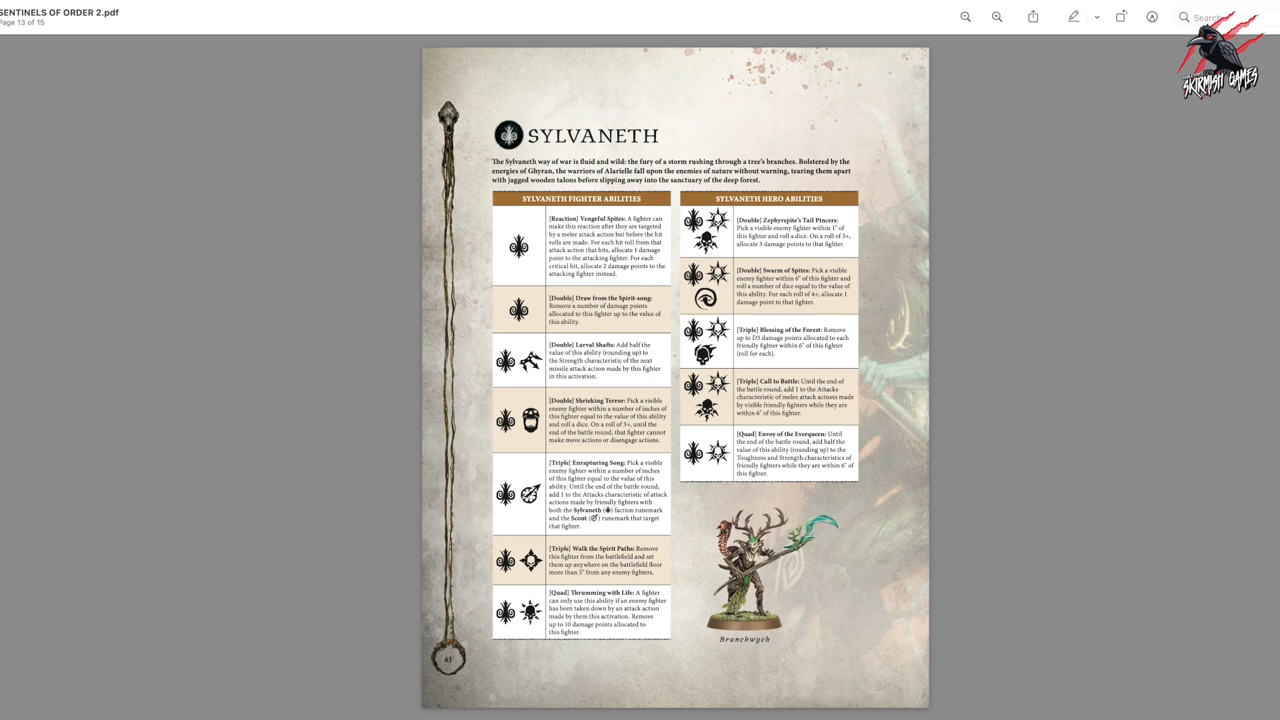 SENTINELS OF ORDER 2.pdf
Page 13 of 15
Search
SKIRMISH GAMES
SYLVANETH
The Sylvaneth way of war is fluid and wild: the fury of a storm rushing through a tree's branches. Bolstered by the
energies of Ghyran, the warriors of Alarielle fall upon the enemies of nature without warning, tearing them apart
with jagged wooden talons before slipping away into the sanctuary of the deep forest.
SYLVANETH FIGHTER ABILITIES
[Reaction] Vengeful Spites: A fighter can
make this reaction after they are targeted
by a melee attack action but before the hit
rolls are made. For each hit roll from that
attack action that hits, allocate 1 damage
point to the attacking fighter. For each
critical hit, allocate 2 damage points to the
attacking fighter instead.
[Double] Draw from the Spirit-song:
Remove a number of damage points
allocated to this fighter up to the value of
this ability.
[Double] Larval Shafts: Add half the
value of this ability (rounding up) to
the Strength characteristic of the next
missile attack action made by this fighter
in this activation.
[Double] Shrieking Terror: Pick a visible
enemy fighter within a number of inches of
this fighter equal to the value of this ability
and roll a dice. On a roll of 3+, until the
end of the battle round, that fighter cannot
make move actions or disengage actions.
[Triple] Enrapturing Song: Pick a visible
enemy fighter within a number of inches
of this fighter equal to the value of this
ability. Until the end of the battle round,
add 1 to the Attacks characteristic of attack
actions made by friendly fighters with
both the Sylvaneth ( ) faction runemark
and the Scout ( ) runemark that target
that fighter.
[Triple] Walk the Spirit Paths: Remove
this fighter from the battlefield and set
them up anywhere on the battlefield floor
more than 5" from any enemy fighters.
[Quad] Thrumming with Life: A fighter
can only use this ability if an enemy fighter
has been taken down by an attack action
made by them this activation. Remove
up to 10 damage points allocated to
this fighter.
SYLVANETH HERO ABILITIES
[Double] Zephyrspite's Tail Pincers:
Pick a visible enemy fighter within 1" of
this fighter and roll a dice. On a roll of 3+,
allocate 3 damage points to that fighter.
[Double] Swarm of Spites: Pick a visible
enemy fighter within 6" of this fighter and
roll a number of dice equal to the value of
this ability. For each roll of 4+, allocate 1
damage point to that fighter.
[Triple] Blessing of the Forest: Remove
up to D3 damage points allocated to each
friendly fighter within 6" of this fighter
(roll for each).
[Triple] Call to Battle: Until the end of
the battle round, add 1 to the Attacks
characteristic of melee attack actions made
by visible friendly fighters while they are
within 6" of this fighter.
[Quad] Envoy of the Everqueen: Until
the end of the battle round, add half the
value of this ability (rounding up) to the
Toughness and Strength characteristics of
friendly fighters while they are within 6" of
this fighter.
Branchwych
61